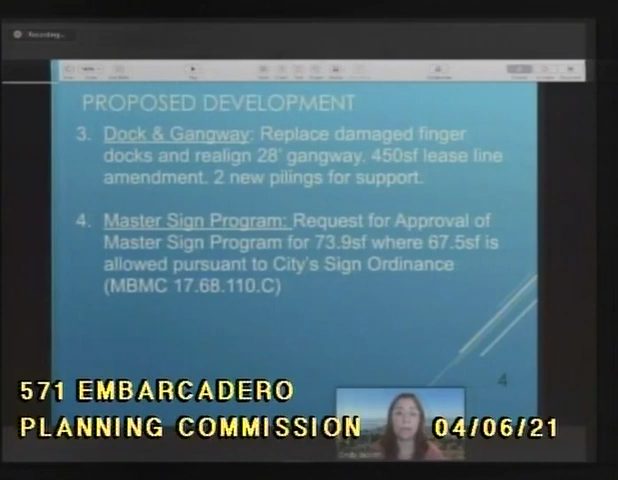 Recording...
PROPOSED DEVELOPMENT
3. Dock & Gangway: Replace damaged finger
docks and realign 28' gangway. 450sf lease line
amendment. 2 new pilings for support.
4. Master Sign Program: Request for Approval of
Master Sign Program for 73.9sf where 67.5sf is
allowed pursuant to City's Sign Ordinance
(MBMC 17.68.110.C)
4
571 EMBARCADERO
PLANNING COMMISSION 04/06/21